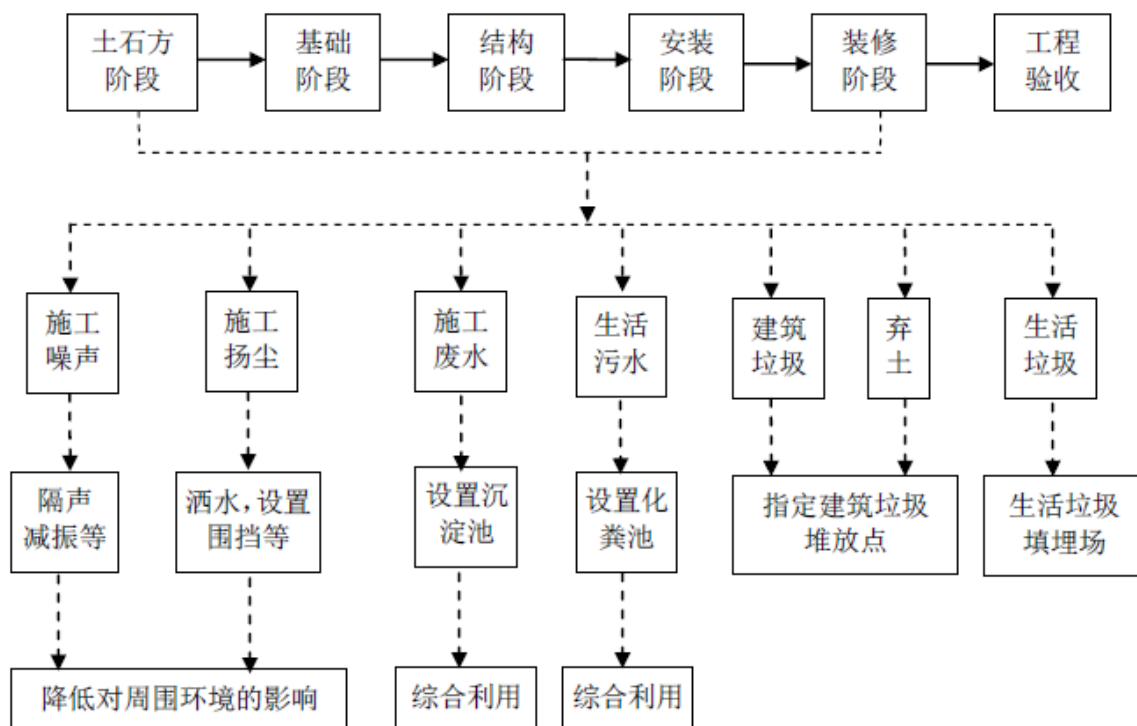 土石方
阶段
基础
阶段
结构
阶段
安装
阶段
装修
阶段
工程
验收
施工
噪声
施工
扬尘
施工
废水
生活
污水
建筑
垃圾
弃
土
生活
垃圾
隔声
减振等
洒水，设置
围挡等
设置沉
淀池
设置化
粪池
指定建筑垃圾
堆放点
生活垃圾
填埋场
降低对周围环境的影响
综合利用
综合利用